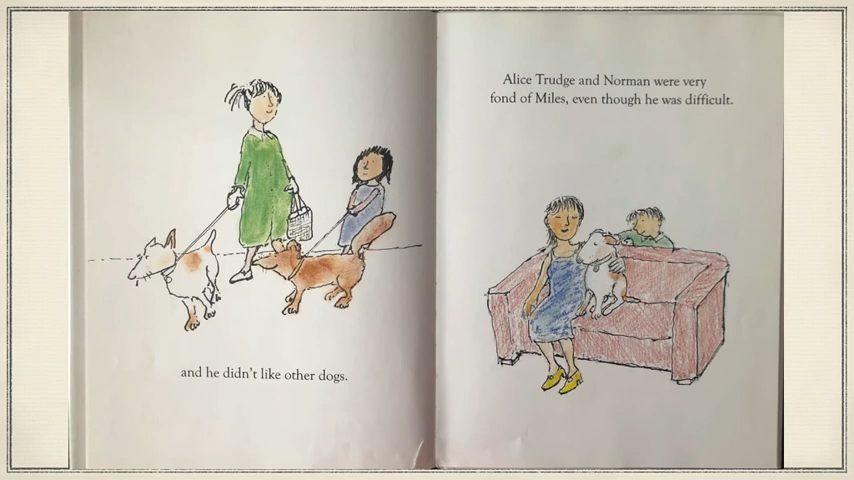 and he didn't like other dogs.
Alice Trudge and Norman were very
fond of Miles, even though he was difficult.